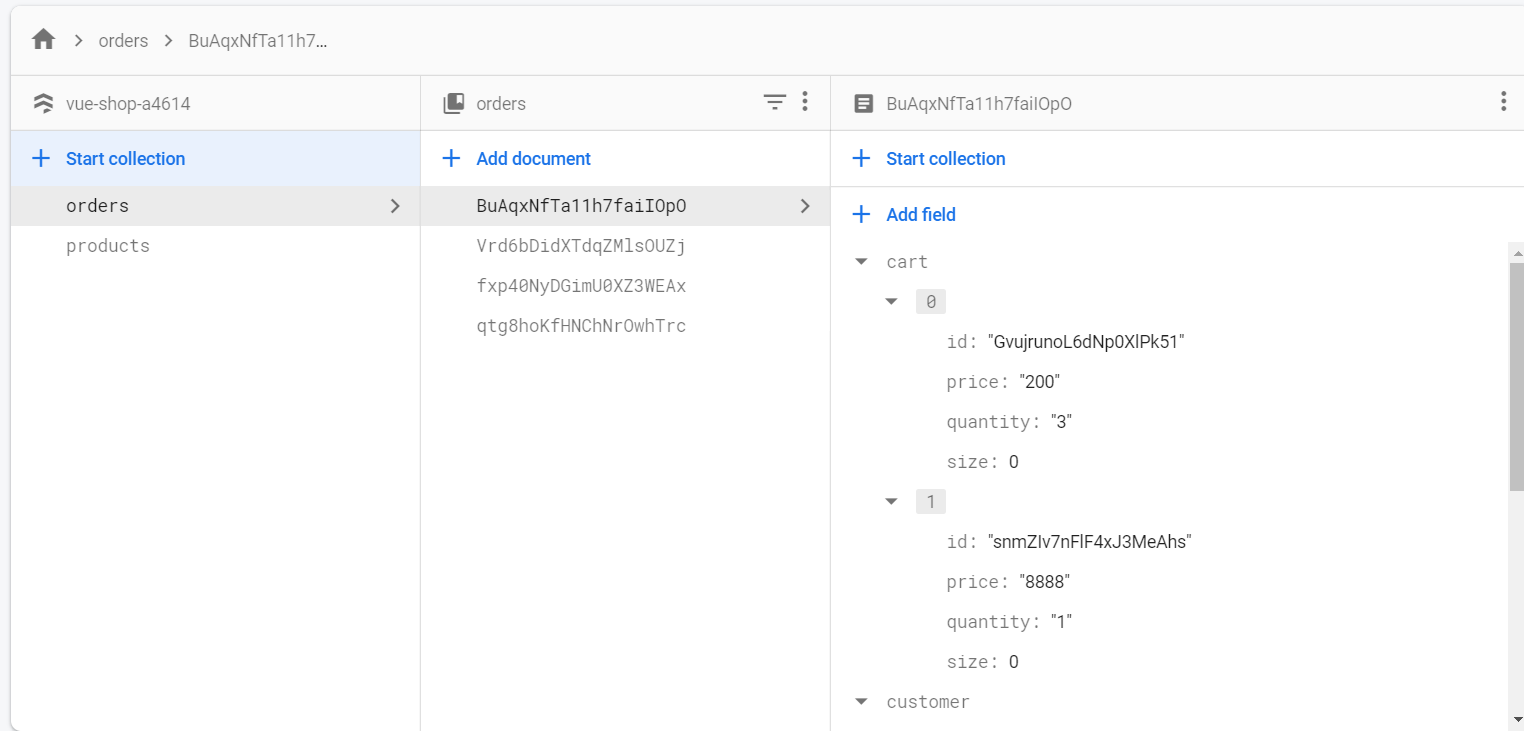 orders BuAqxNfTa11h7...
vue-shop-a4614
Start collection
orders
products
orders
Add document
BuAqxNfTa11h7faiIOpO
Vrd6bDidXTdqZMlsOUZj
fxp40NyDGimU0XZ3WEAx
qtg8hoKfHNChNrOwhTrc
BuAqxNfTa11h7faiIOpO
Start collection
Add field
cart
0
id: "GvujrunoL6dNp0XlPk51"
price: "200"
quantity: "3"
size: 0
1
id: "snmZIv7nFlF4xJ3MeAhs"
price: "8888"
quantity: "1"
size: 0
customer